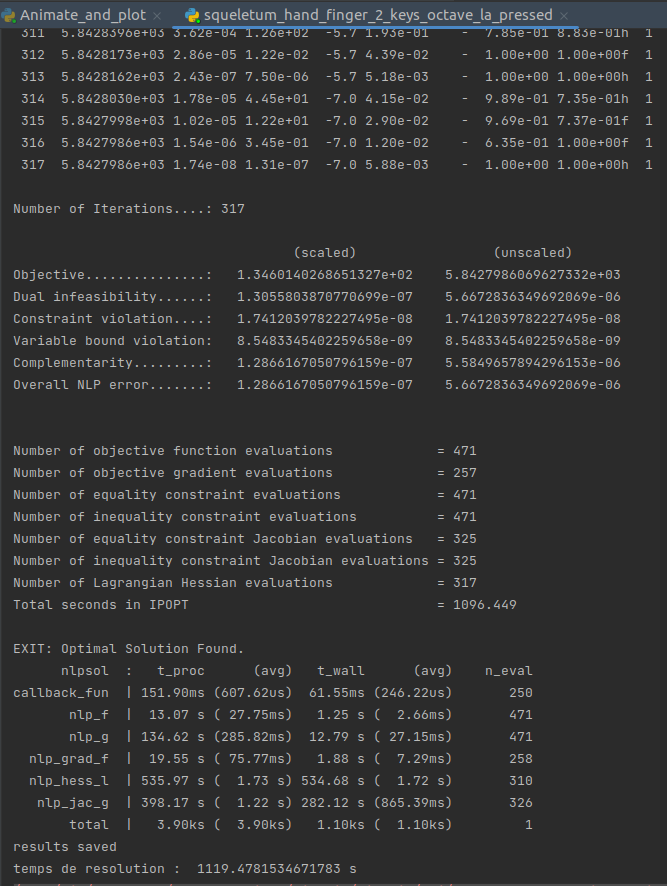 Animate_and_plot × squeletum_hand_finger_2_keys_octave_la_pressed ×
311 5.8428396e+03 3.62e-04 1.26e+02 -5.7 1.93e-01 - 7.85e-01 8.83e-01h 1
312 5.8428173e+03 2.86e-05 1.22e-02 -5.7 4.39e-02 - 1.00e+00 1.00e+00f 1
313 5.8428162e+03 2.43e-07 7.50e-06 -5.7 5.18e-03 - 1.00e+00 1.00e+00h 1
314 5.8428030e+03 1.78e-05 4.45e+01 -7.0 4.15e-02 - 9.89e-01 7.35e-01h 1
315 5.8427998e+03 1.02e-05 1.22e+01 -7.0 2.90e-02 - 9.69e-01 7.37e-01f 1
316 5.8427986e+03 1.54e-06 3.45e-01 -7.0 1.20e-02 - 6.35e-01 1.00e+00f 1
317 5.8427986e+03 1.74e-08 1.31e-07 -7.0 5.88e-03 - 1.00e+00 1.00e+00h 1
Number of Iterations....: 317
(scaled) (unscaled)
Objective...............: 1.3460140268651327e+02 5.8427986069627332e+03
Dual infeasibility......: 1.3055803870770699e-07 5.6672836349692069e-06
Constraint violation....: 1.7412039782227495e-08 1.7412039782227495e-08
Variable bound violation: 8.5483345402259658e-09 8.5483345402259658e-09
Complementarity.........: 1.2866167050796159e-07 5.5849657894296153e-06
Overall NLP error.......: 1.2866167050796159e-07 5.6672836349692069e-06
Number of objective function evaluations = 471
Number of objective gradient evaluations = 257
Number of equality constraint evaluations = 471
Number of inequality constraint evaluations = 471
Number of equality constraint Jacobian evaluations = 325
Number of inequality constraint Jacobian evaluations = 325
Number of Lagrangian Hessian evaluations = 317
Total seconds in IPOPT = 1096.449
EXIT: Optimal Solution Found.
nlpsol : t_proc (avg) t_wall (avg) n_eval
callback_fun | 151.90ms (607.62us) 61.55ms (246.22us) 250
nlp_f | 13.07 s ( 27.75ms) 1.25 s ( 2.66ms) 471
nlp_g | 134.62 s (285.82ms) 12.79 s ( 27.15ms) 471
nlp_grad_f | 19.55 s ( 75.77ms) 1.88 s ( 7.29ms) 258
nlp_hess_l | 535.97 s ( 1.73 s) 534.68 s ( 1.72 s) 310
nlp_jac_g | 398.17 s ( 1.22 s) 282.12 s (865.39ms) 326
total | 3.90ks ( 3.90ks) 1.10ks ( 1.10ks) 1
results saved
temps de resolution : 1119.4781534671783 s